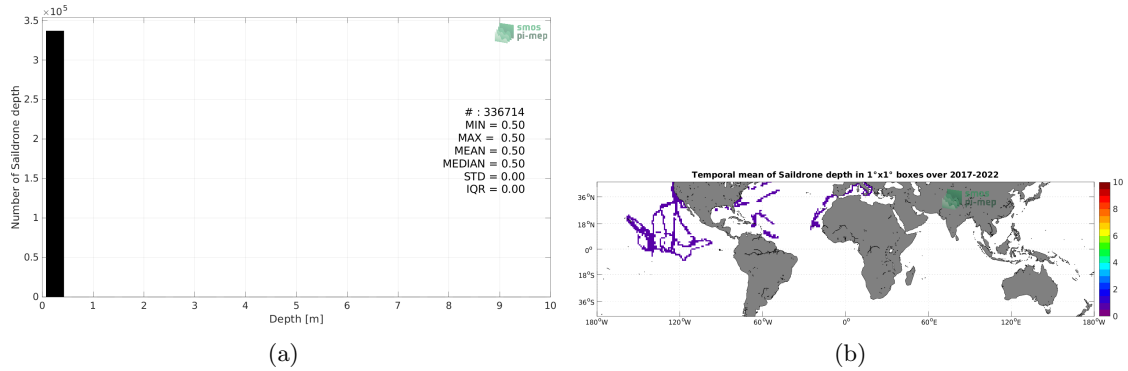 ×10⁵
3.5
3
2.5
2
1.5
1
0.5
0
Number of Saildrone depth
smos
pi-mep
# : 336714
MIN = 0.50
MAX = 0.50
MEAN = 0.50
MEDIAN = 0.50
STD = 0.00
IQR = 0.00
0 1 2 3 4 5 6 7 8 9 10
Depth [m]
(a)
Temporal mean of Saildrone depth in 1°x1° boxes over 2017-2022
smos
pi-mep
36°N
18°N
0°
18°S
36°S
180°W 120°W 60°W 0° 60°E 120°E 180°W
10
8
6
4
2
0
(b)